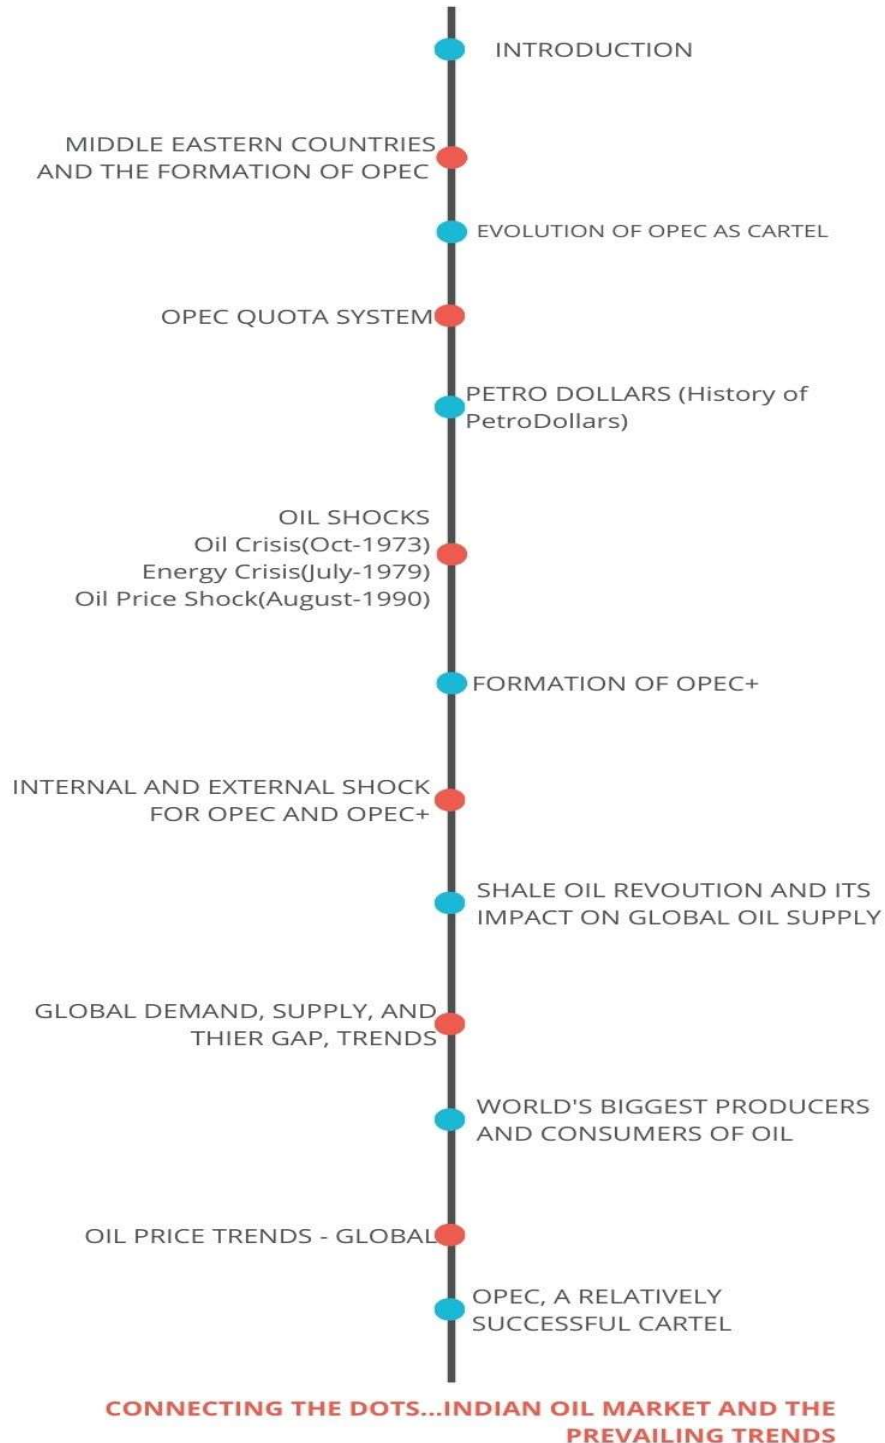 INTRODUCTION
MIDDLE EASTERN COUNTRIES
AND THE FORMATION OF OPEC
EVOLUTION OF OPEC AS CARTEL
OPEC QUOTA SYSTEM
PETRO DOLLARS (History of
PetroDollars)
OIL SHOCKS
Oil Crisis(Oct-1973)
Energy Crisis(July-1979)
Oil Price Shock(August-1990)
FORMATION OF OPEC+
INTERNAL AND EXTERNAL SHOCK
FOR OPEC AND OPEC+
SHALE OIL REVOUTION AND ITS
IMPACT ON GLOBAL OIL SUPPLY
GLOBAL DEMAND, SUPPLY, AND
THIER GAP, TRENDS
WORLD'S BIGGEST PRODUCERS
AND CONSUMERS OF OIL
OIL PRICE TRENDS - GLOBAL
OPEC, A RELATIVELY
SUCCESSFUL CARTEL
CONNECTING THE DOTS...INDIAN OIL MARKET AND THE
PREVAILING TRENDS